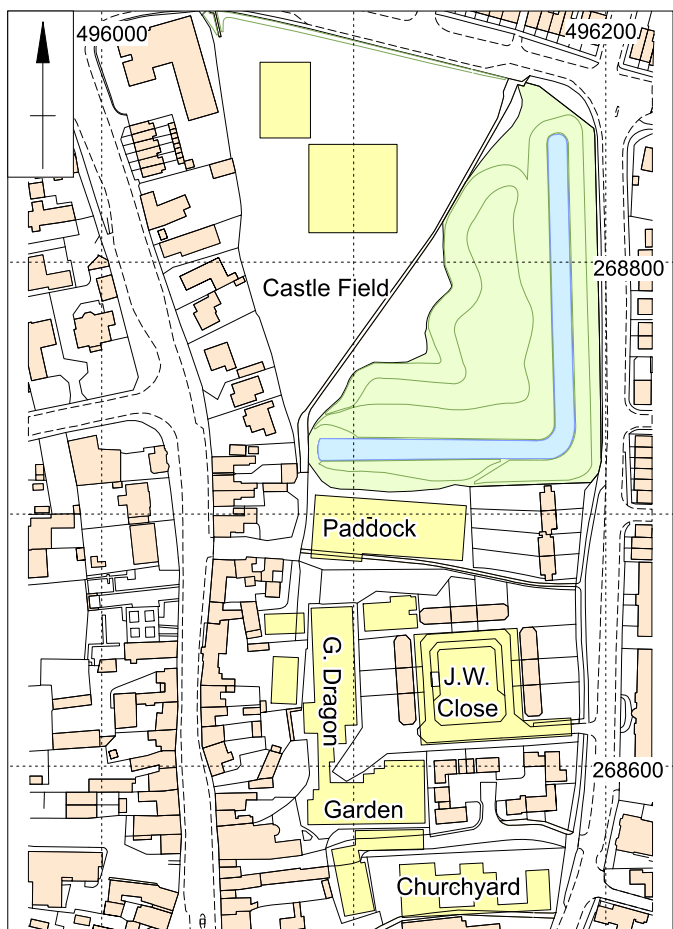 496000
496200
268800
Castle Field
Paddock
G. Dragon
J.W.
Close
268600
Garden
Churchyard